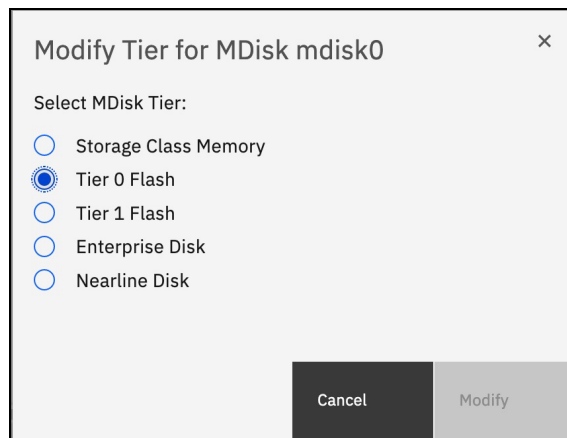 Modify Tier for MDisk mdisk0
Select MDisk Tier:
Storage Class Memory
Tier 0 Flash
Tier 1 Flash
Enterprise Disk
Nearline Disk
Cancel
Modify